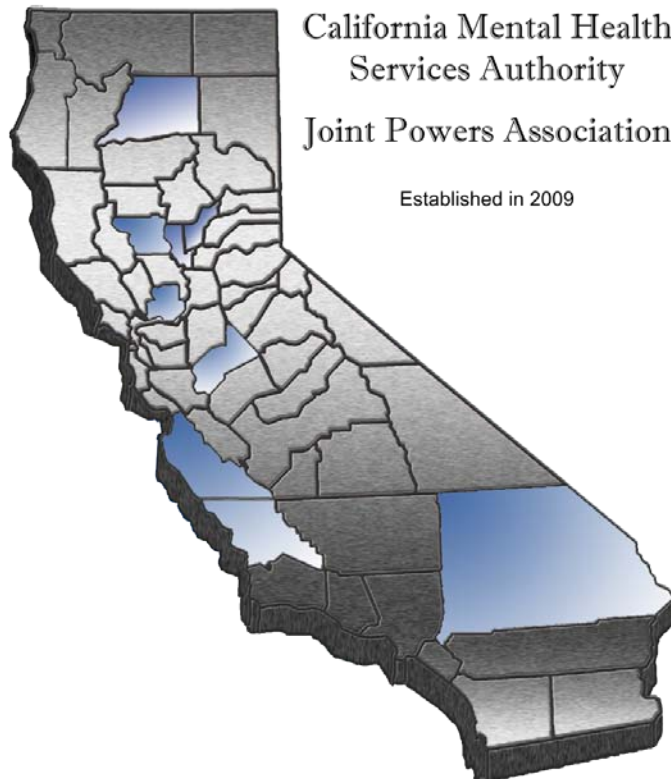 California Mental Health
Services Authority
Joint Powers Association
Established in 2009